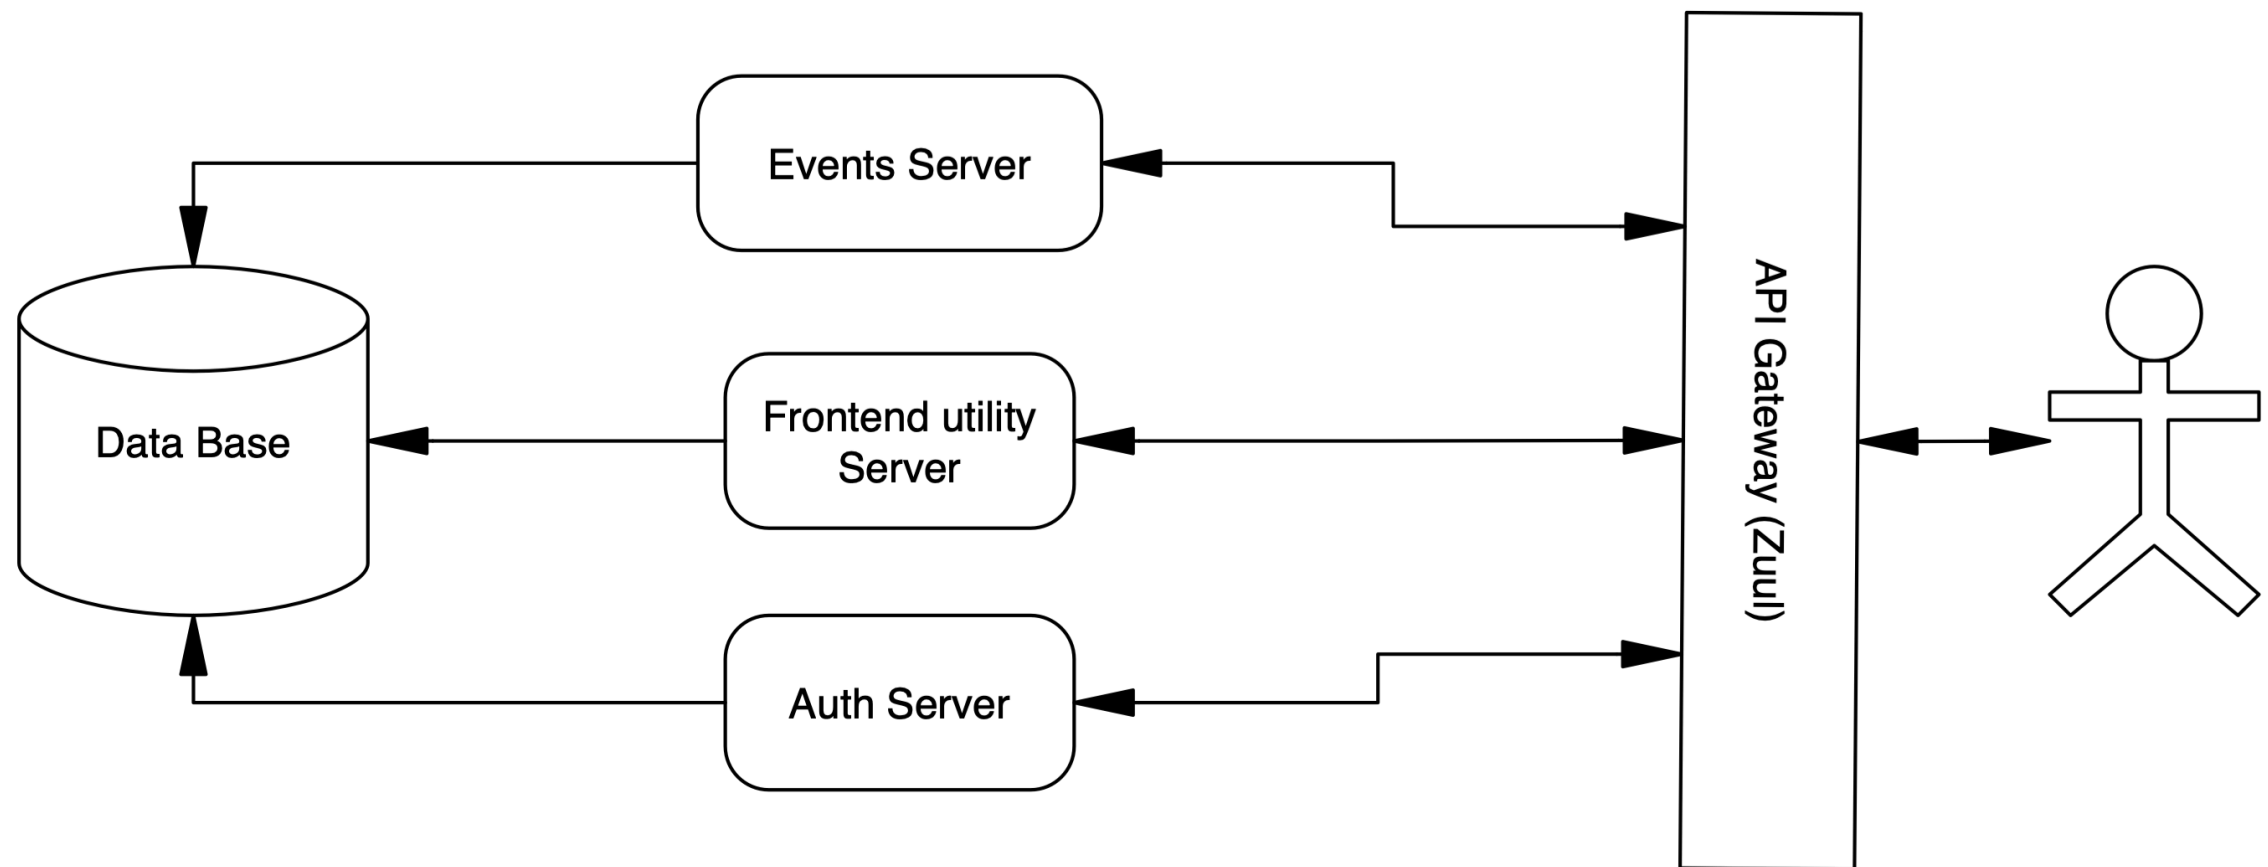 Events Server
Data Base
Frontend utility
Server
Auth Server
API Gateway (Zuul)